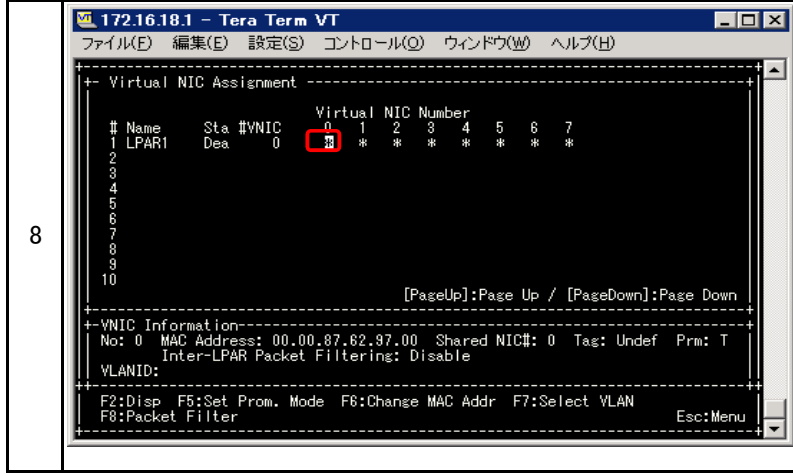 8
172.16.18.1 - Tera Term VT
ファイル(F) 編集(E) 設定(S) コントロール(O) ウィンドウ(W) ヘルプ(H)
+- Virtual NIC Assignment ---+
Virtual NIC Number
# Name Sta #VNIC 0 1 2 3 4 5 6 7
1 LPAR1 Dea 0 * * * * * * * *
2
3
4
5
6
7
8
9
10
[PageUp]:Page Up / [PageDown]:Page Down
+-VNIC Information---+
No: 0 MAC Address: 00.00.87.62.97.00 Shared NIC#: 0 Tag: Undef Prm: T
Inter-LPAR Packet Filtering: Disable
VLANID:
F2:Disp F5:Set Prom. Mode F6:Change MAC Addr F7:Select VLAN
F8:Packet Filter Esc:Menu